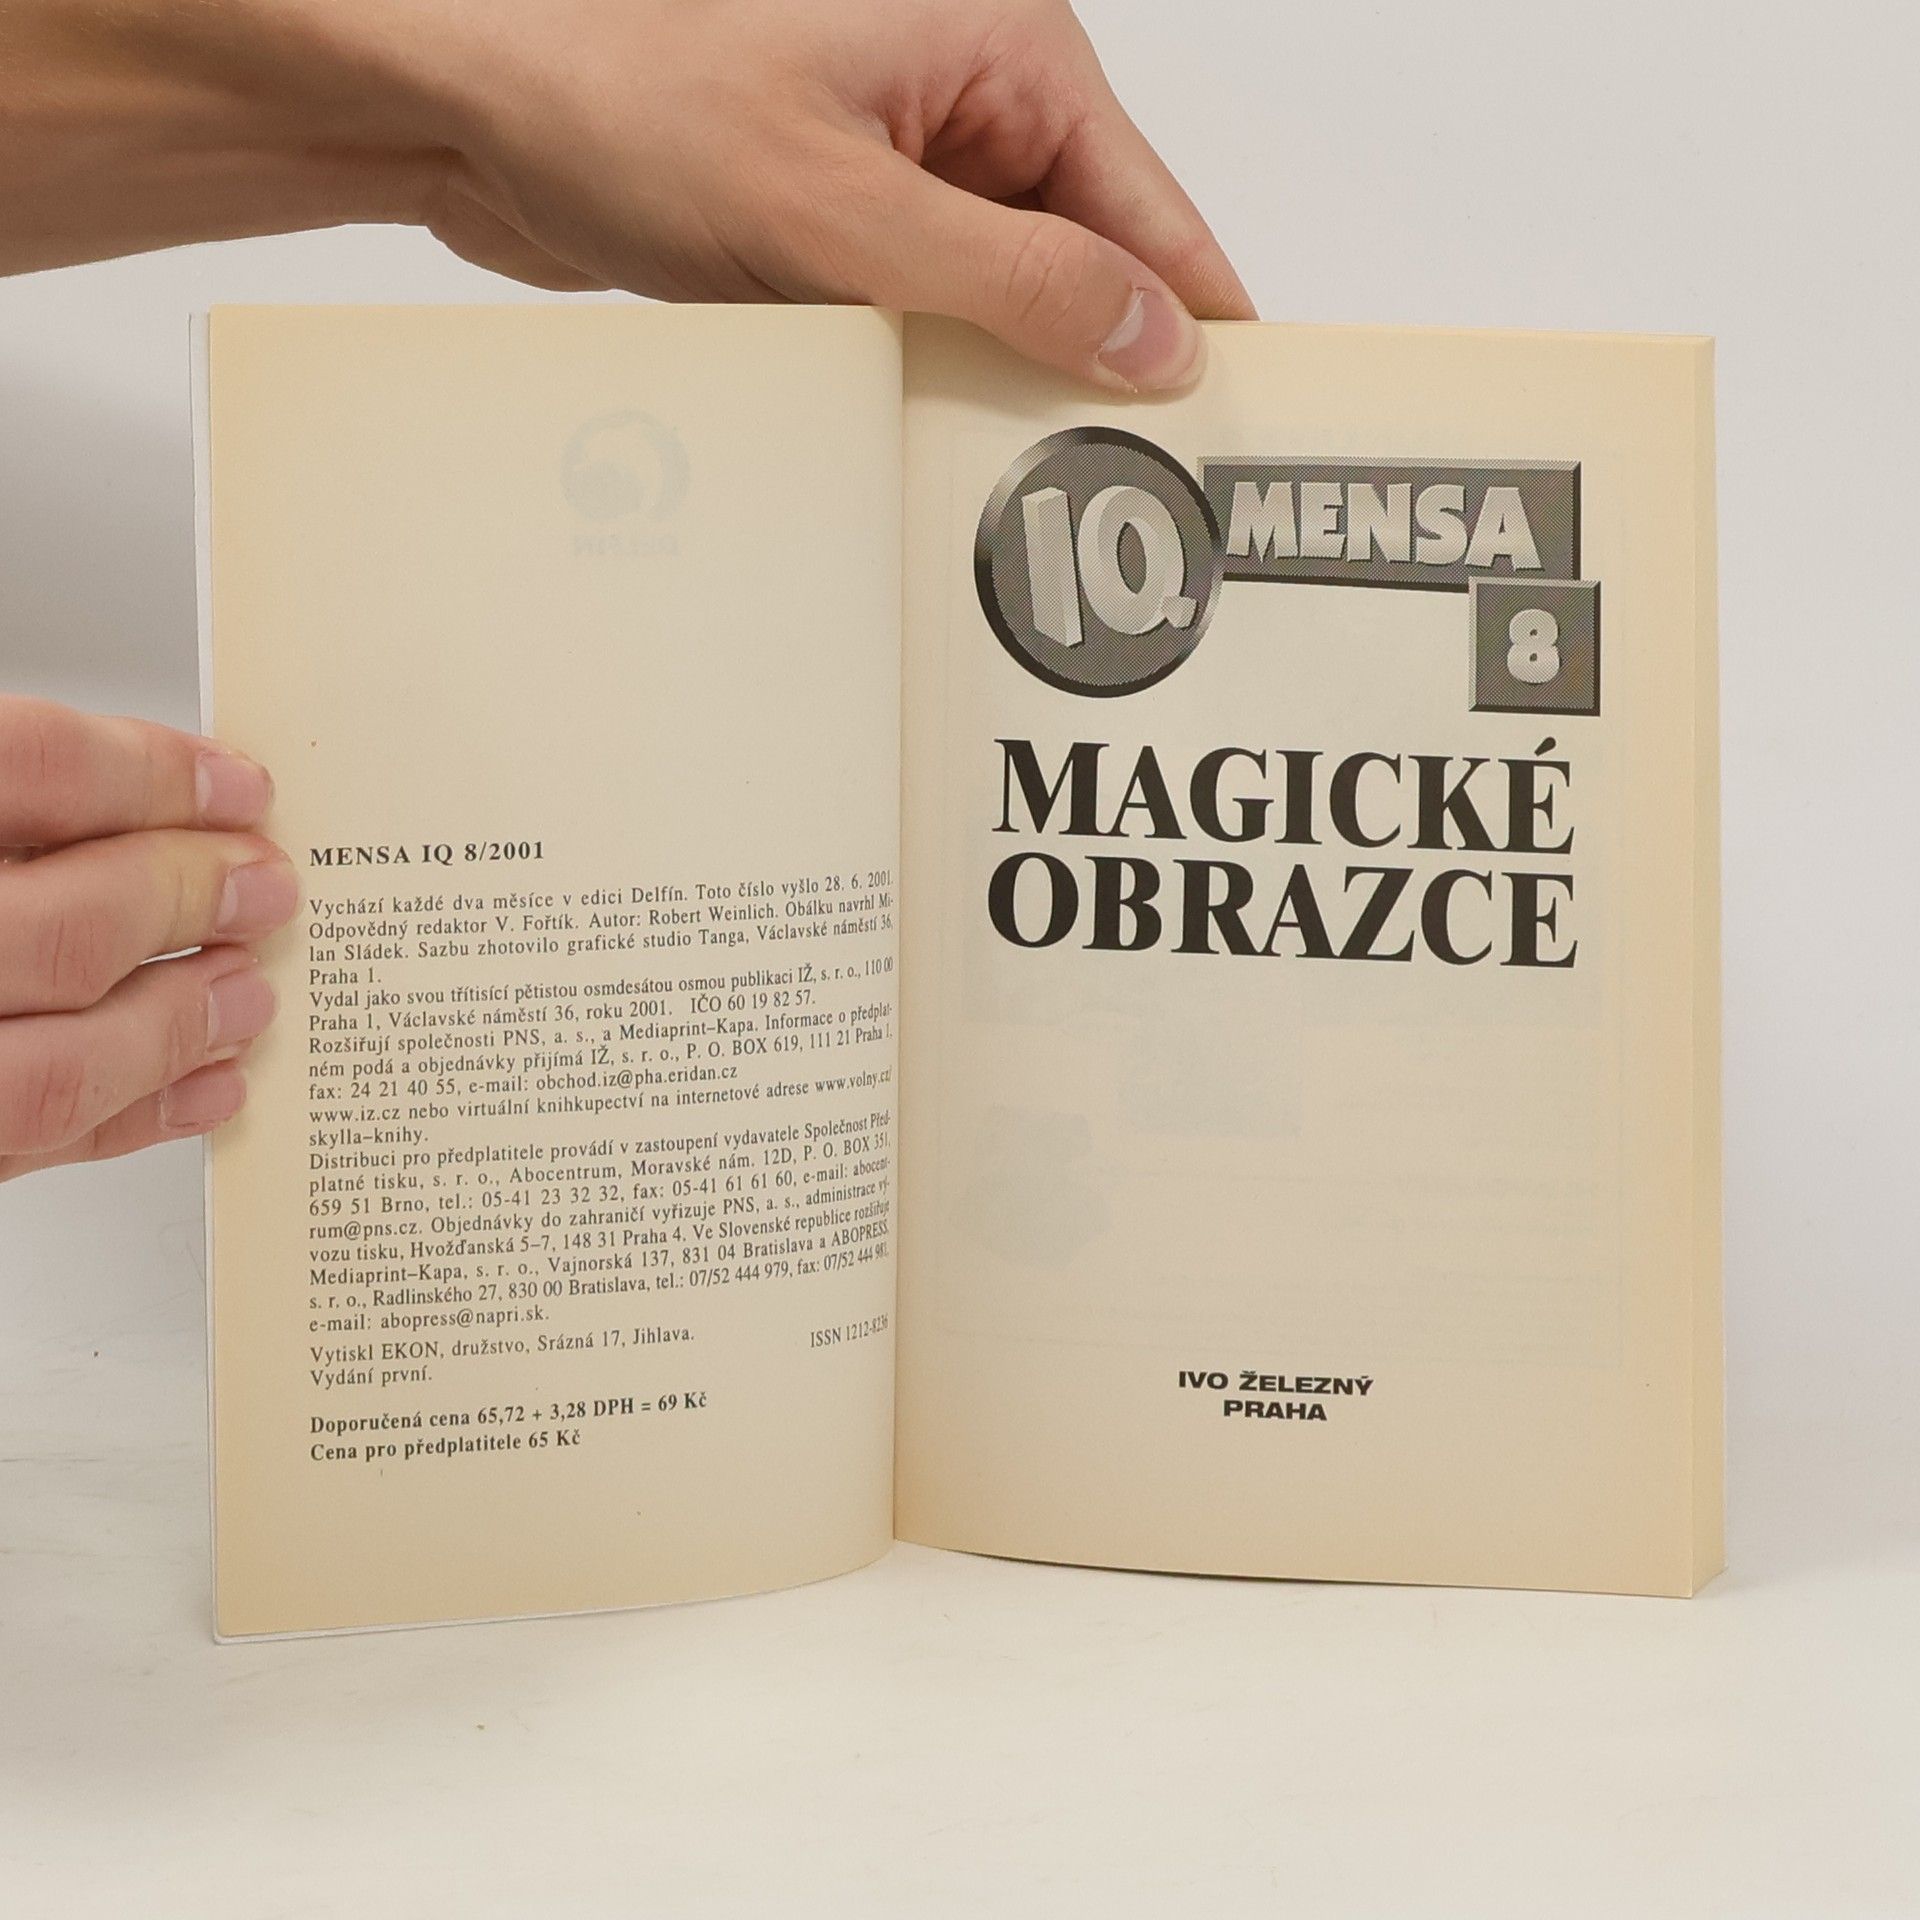 MENSA IQ 8/2001
Vychází každé dva měsíce v edici Delfín. Toto číslo vyšlo 28. 6. 2001.
Odpovědný redaktor V. Fořtík. Autor: Robert Weinlich. Obálku navrhl Mi-
lan Sládek. Sazbu zhotovilo grafické studio Tanga, Václavské náměstí 36,
Praha 1.
Vydal jako svou třítisící pětistou osmdesátou osmou publikaci IŽ, s. r. o., 110 00
Praha 1, Václavské náměstí 36, roku 2001. IČO 60 19 82 57.
Rozšiřují společnosti PNS, a. s., a Mediaprint–Kapa. Informace o předplat-
ném podá a objednávky přijímá IŽ, s. r. o., P. O. BOX 619, 111 21 Praha 1.
fax: 24 21 40 55, e-mail: obchod.iz@pha.eridan.cz
www.iz.cz nebo virtuální knihkupectví na internetové adrese www.volny.cz/
skylla–knihy.
Distribuci pro předplatitele provádí v zastoupení vydavatele Společnost Před-
platné tisku, s. r. o., Abocentrum, Moravské nám. 12D, P. O. BOX 351,
659 51 Brno, tel.: 05-41 23 32 32, fax: 05-41 61 61 60, e-mail: abocent-
rum@pns.cz. Objednávky do zahraničí vyřizuje PNS, a. s., administrace vý-
vozu tisku, Hvožďanská 5–7, 148 31 Praha 4. Ve Slovenské republice rozšiřuje
Mediaprint–Kapa, s. r. o., Vajnorská 137, 831 04 Bratislava a ABOPRESS,
s. r. o., Radlinského 27, 830 00 Bratislava, tel.: 07/52 444 979, fax: 07/52 444 981,
e-mail: abopress@napri.sk.
Vytiskl EKON, družstvo, Srázná 17, Jihlava. ISSN 1212-8236
Vydání první.
Doporučená cena 65,72 + 3,28 DPH = 69 Kč
Cena pro předplatitele 65 Kč
IQ MENSA
8
MAGICKÉ
OBRAZCE
IVO ŽELEZNÝ
PRAHA